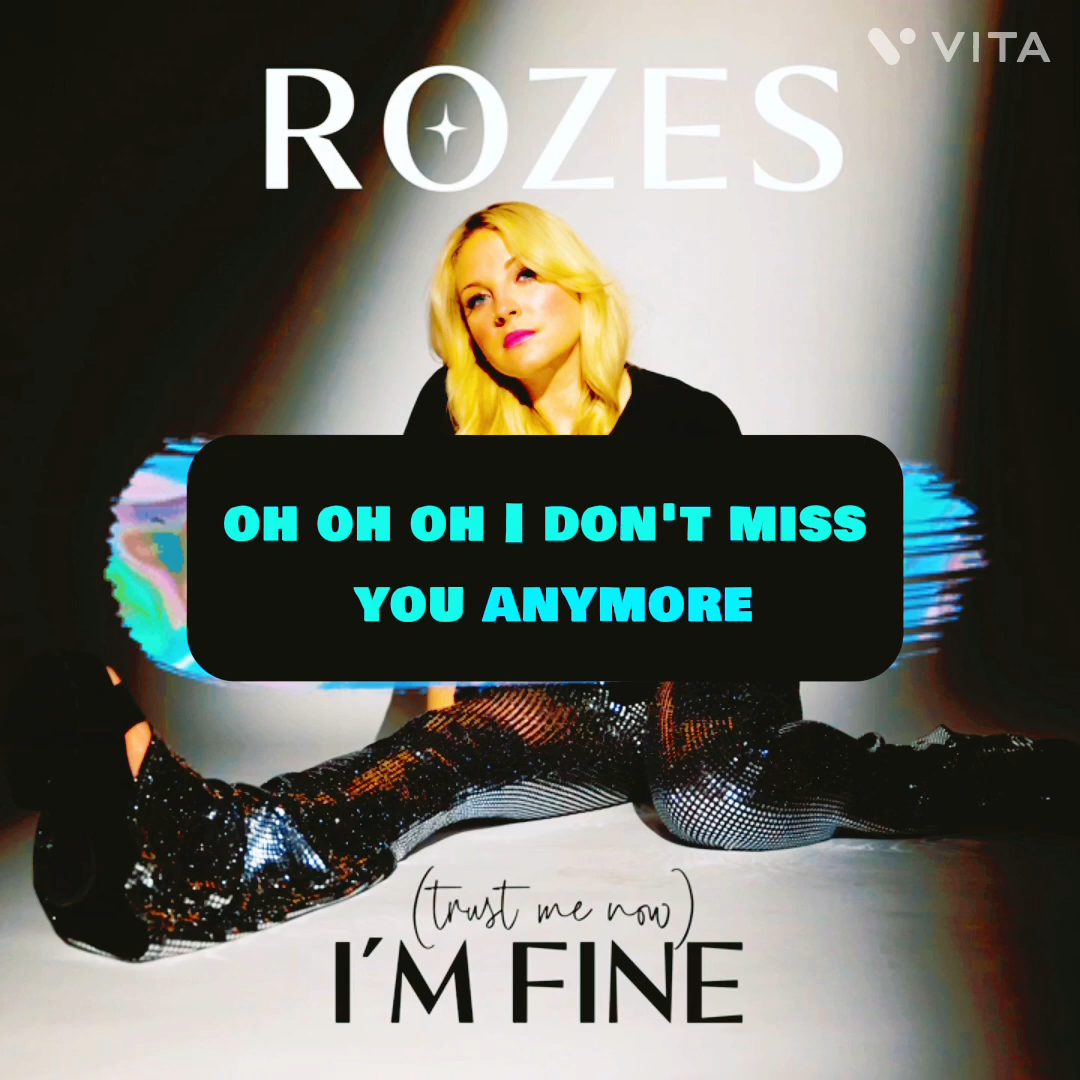 VITA
ROZES
OH OH OH I DON'T MISS
YOU ANYMORE
(trust me now)
I'M FINE